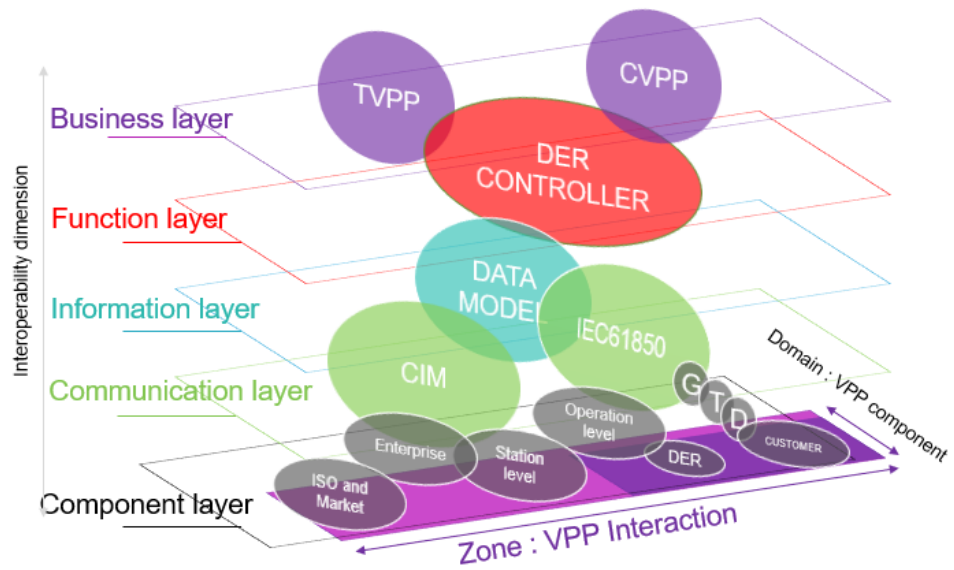 TVPP
CVPP
Business layer
DER
CONTROLLER
Function layer
DATA
MODEL
Information layer
IEC61850
CIM
Communication layer
G
T
D
Operation
level
Enterprise
Station
level
DER
CUSTOMER
ISO and
Market
Component layer
Interoperability dimension
Domain : VPP component
Zone : VPP Interaction